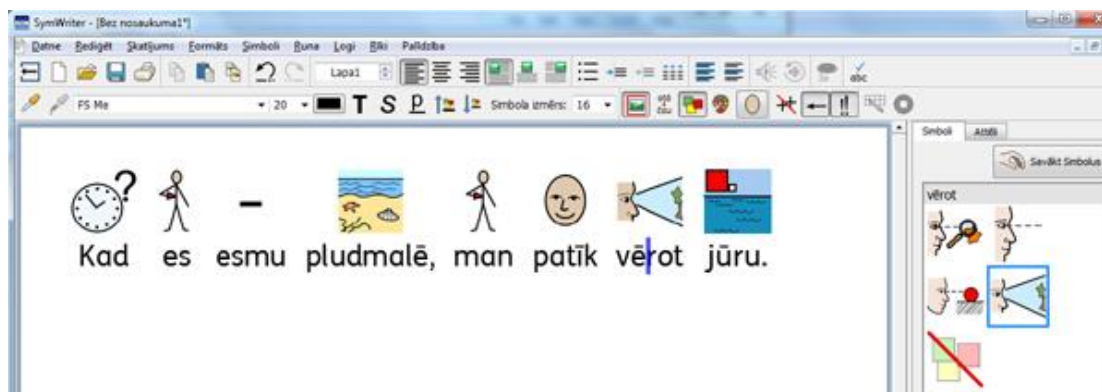 SymWriter - [Bez nosaukuma1*]
Datne Rediģēt Skatījums Formāts Simboli Runa Logi Rīki Palīdzība
Lapa1
abc
FS Me 20 T S P Simbola izmērs: 16
Simboli Attēli
Savākt Simbolus
vērot
?
Kad es esmu pludmalē, man patīk vērot jūru.